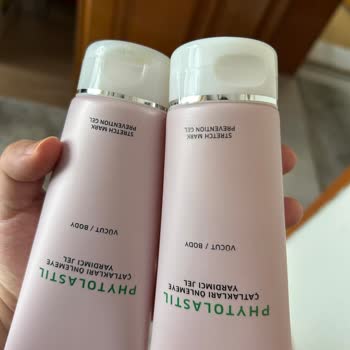 PHYTOLASTIL
ÇATLAKLARI ÖNLEMEYE
YARDIMCI JEL
VÜCUT / BODY
STRETCH MARK
PREVENTION GEL
PHYTOLASTIL
ÇATLAKLARI ÖNLEMEYE
YARDIMCI JEL
VÜCUT / BODY
STRETCH MARK
PREVENTION GEL